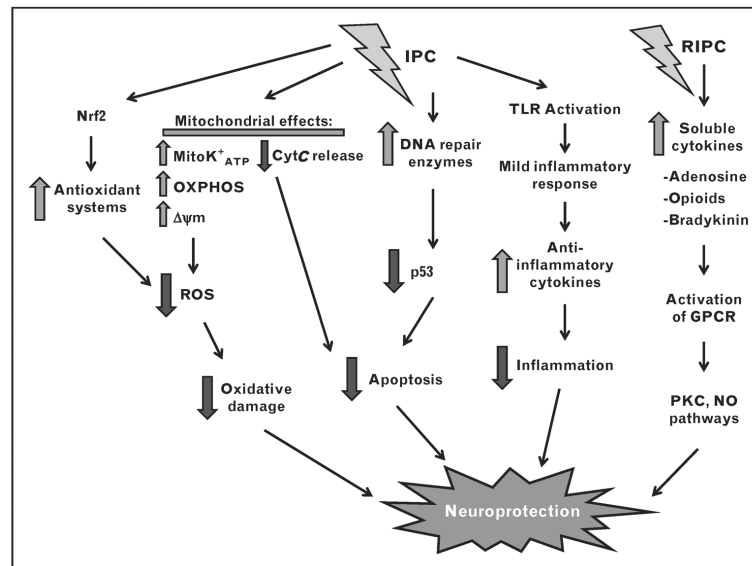 IPC
RIPC
Nrf2
Antioxidant
systems
Mitochondrial effects:
MitoK⁺ATP
OXPHOS
Δψm
CytC release
ROS
Oxidative
damage
DNA repair
enzymes
p53
Apoptosis
TLR Activation
Mild inflammatory
response
Anti-
inflammatory
cytokines
Inflammation
Soluble
cytokines
-Adenosine
-Opioids
-Bradykinin
Activation
of GPCR
PKC, NO
pathways
Neuroprotection